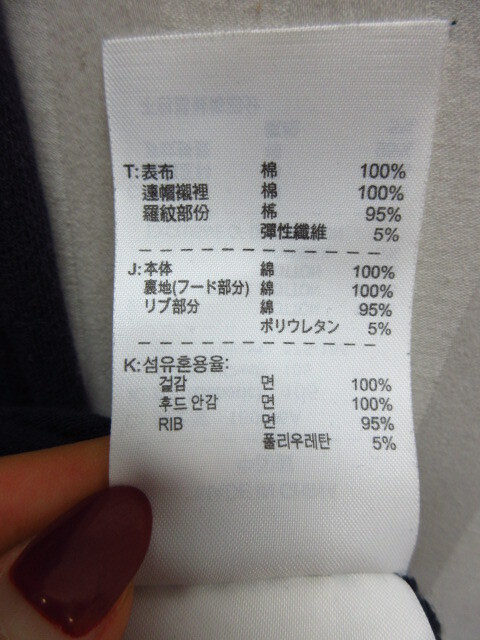 T:表布 棉 100%
連帽襯裡 棉 100%
羅紋部份 棉 95%
彈性纖維 5%
J:本体 綿 100%
裏地(フード部分) 綿 100%
リブ部分 綿 95%
ポリウレタン 5%
K:섬유혼용율:
겉감 면 100%
후드 안감 면 100%
RIB 면 95%
폴리우레탄 5%